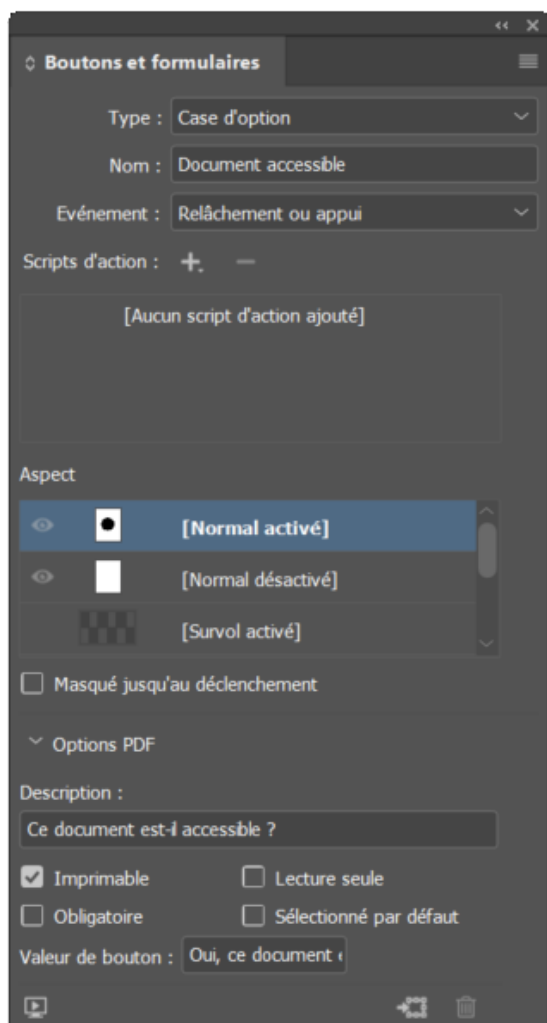 Boutons et formulaires
Type : Case d'option
Nom : Document accessible
Evénement : Relâchement ou appui
Scripts d'action :
[Aucun script d'action ajouté]
Aspect
[Normal activé]
[Normal désactivé]
[Survol activé]
Masqué jusqu'au déclenchement
Options PDF
Description :
Ce document est-il accessible ?
Imprimable Lecture seule
Obligatoire Sélectionné par défaut
Valeur de bouton : Oui, ce document